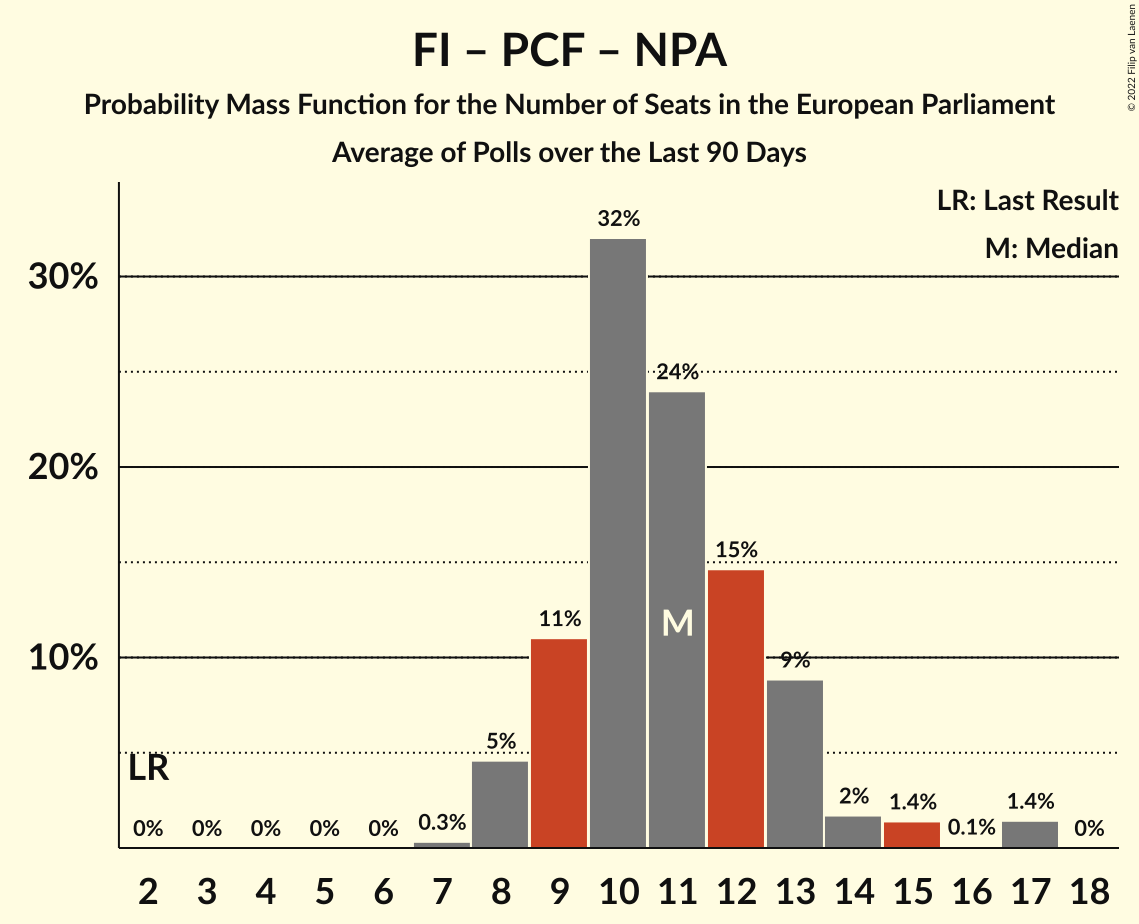 FI – PCF – NPA
Probability Mass Function for the Number of Seats in the European Parliament
Average of Polls over the Last 90 Days
© 2022 Filip van Laenen
LR: Last Result
M: Median
30%
20%
10%
32%
24%
15%
11%
9%
5%
2%
1.4%
1.4%
0.3%
0.1%
0%
0%
0%
0%
0%
0%
LR
M
2 3 4 5 6 7 8 9 10 11 12 13 14 15 16 17 18